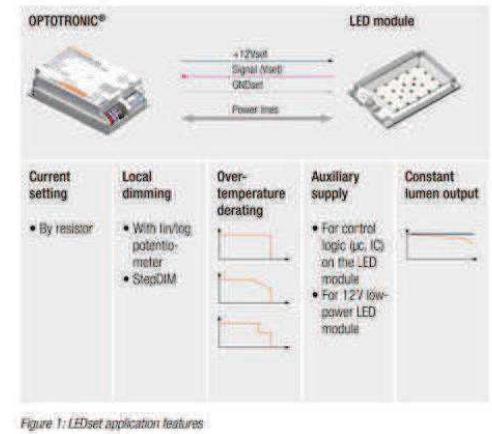 OPTOTRONIC®
LED module
+12Vset
Signal (Vset)
GNDset
Power lines
Current
setting
• By resistor
Local
dimming
• With lin/log
potentio-
meter
• StepDIM
Over-
temperature
derating
Auxiliary
supply
• For control
logic (µc, IC)
on the LED
module
• For 12V low-
power LED
module
Constant
lumen output
Figure 1: LEDset application features